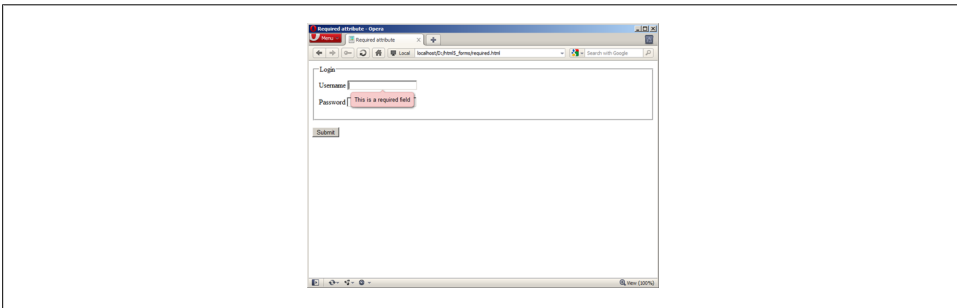 Required attribute - Opera
Menu
Required attribute
Local
localhost/D:/html5_forms/required.html
Search with Google
Login
Username
Password
This is a required field
Submit
View (100%)